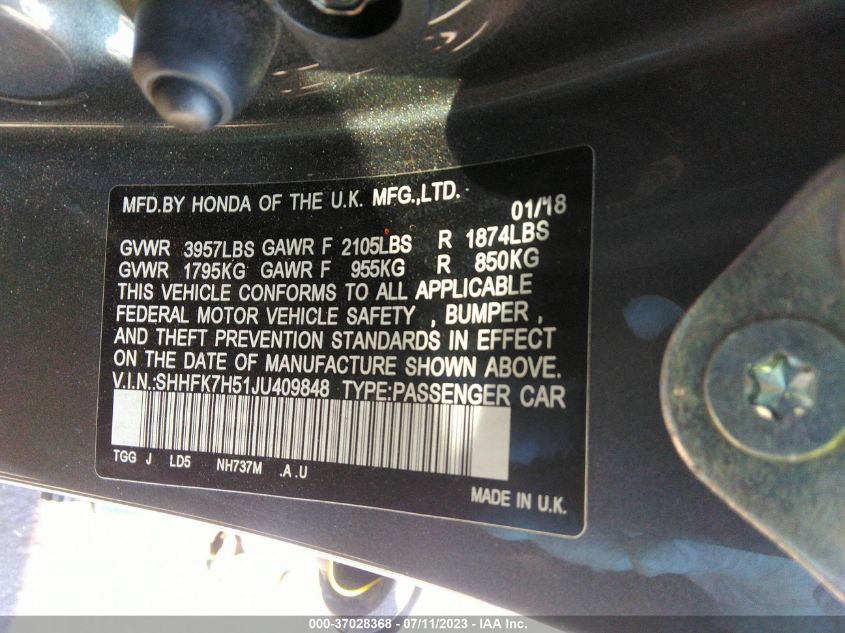 MFD.BY HONDA OF THE U.K. MFG.,LTD. 01/18
GVWR 3957LBS GAWR F 2105LBS R 1874LBS
GVWR 1795KG GAWR F 955KG R 850KG
THIS VEHICLE CONFORMS TO ALL APPLICABLE
FEDERAL MOTOR VEHICLE SAFETY , BUMPER ,
AND THEFT PREVENTION STANDARDS IN EFFECT
ON THE DATE OF MANUFACTURE SHOWN ABOVE.
V.I.N.:SHHFK7H51JU409848 TYPE:PASSENGER CAR
TGG J LD5 NH737M .A .U
MADE IN U.K.
000-37028368 - 07/11/2023 - IAA Inc.